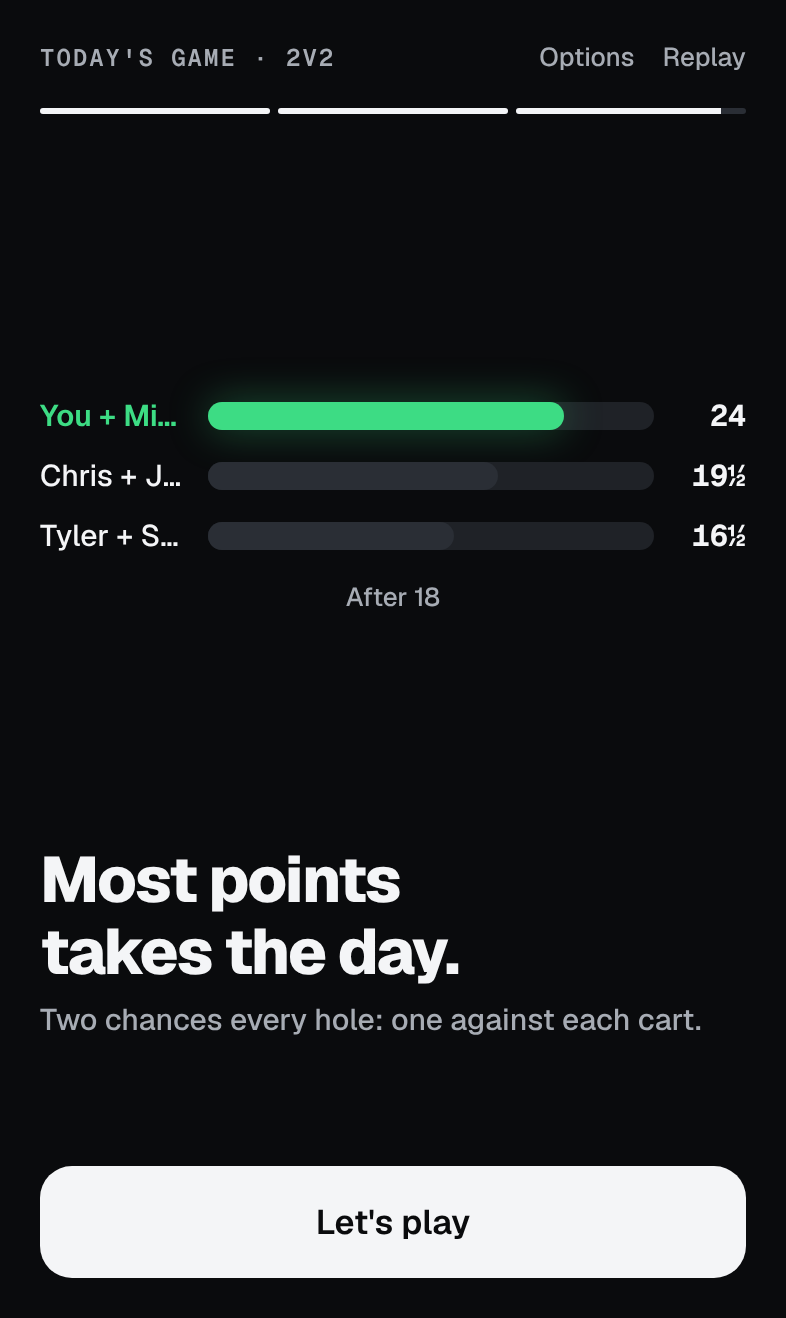 TODAY'S GAME · 2V2
Options Replay
You + Mi... 24
Chris + J... 19½
Tyler + S... 16½
After 18
Most points
takes the day.
Two chances every hole: one against each cart.
Let's play